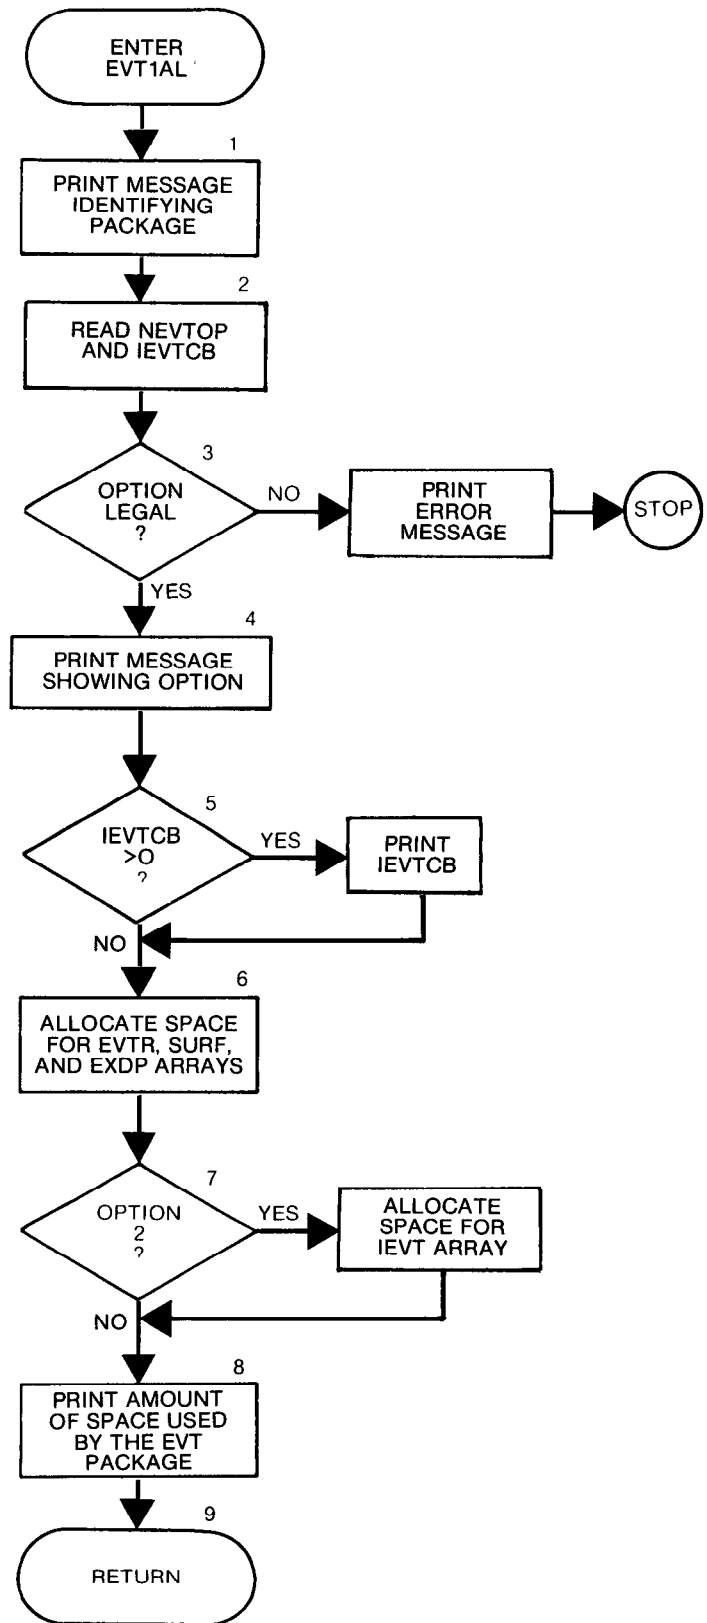 ENTER
EVT1AL
1
PRINT MESSAGE
IDENTIFYING
PACKAGE
2
READ NEVTOP
AND IEVTCB
3
OPTION
LEGAL
?
NO
PRINT
ERROR
MESSAGE
STOP
YES
4
PRINT MESSAGE
SHOWING OPTION
5
IEVTCB
>0
?
YES
PRINT
IEVTCB
NO
6
ALLOCATE SPACE
FOR EVTR, SURF,
AND EXDP ARRAYS
7
OPTION
2
?
YES
ALLOCATE
SPACE FOR
IEVT ARRAY
NO
8
PRINT AMOUNT
OF SPACE USED
BY THE EVT
PACKAGE
9
RETURN